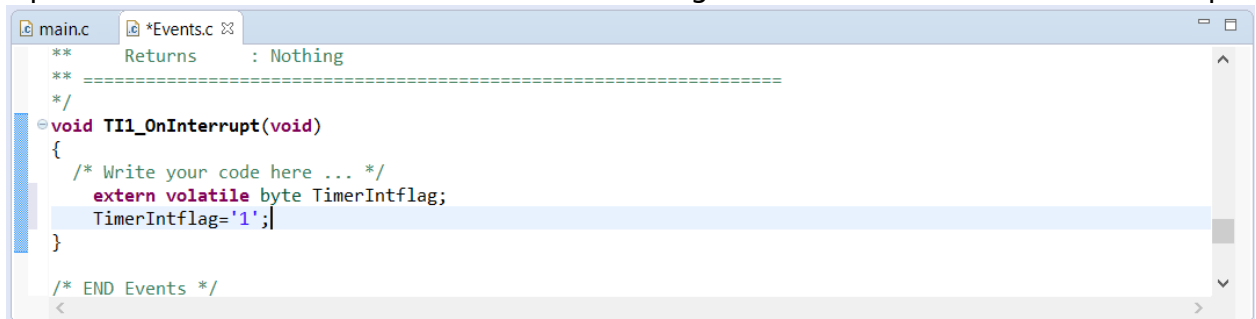 main.c *Events.c
** Returns : Nothing
** ===================================================================
*/
void TI1_OnInterrupt(void)
{
/* Write your code here ... */
extern volatile byte TimerIntflag;
TimerIntflag='1';
}
/* END Events */